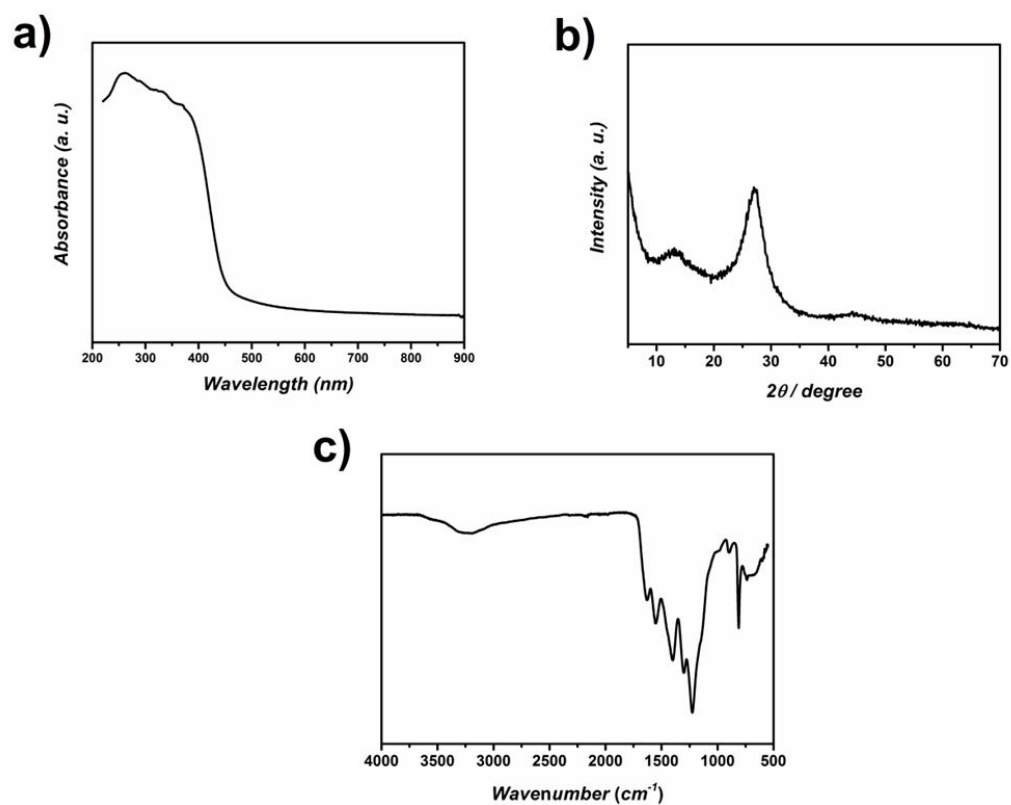 a)
Absorbance (a. u.)
200 300 400 500 600 700 800 900
Wavelength (nm)
b)
Intensity (a. u.)
10 20 30 40 50 60 70
2θ / degree
c)
4000 3500 3000 2500 2000 1500 1000 500
Wavenumber (cm⁻¹)